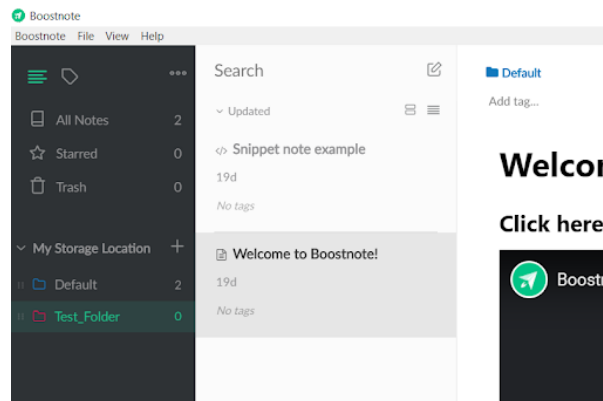 Boostnote
Boostnote File View Help
All Notes 2
Starred 0
Trash 0
My Storage Location
Default 2
Test_Folder 0
Search
Updated
Snippet note example
19d
No tags
Welcome to Boostnote!
19d
No tags
Default
Add tag...
Welcor
Click here
Boostr